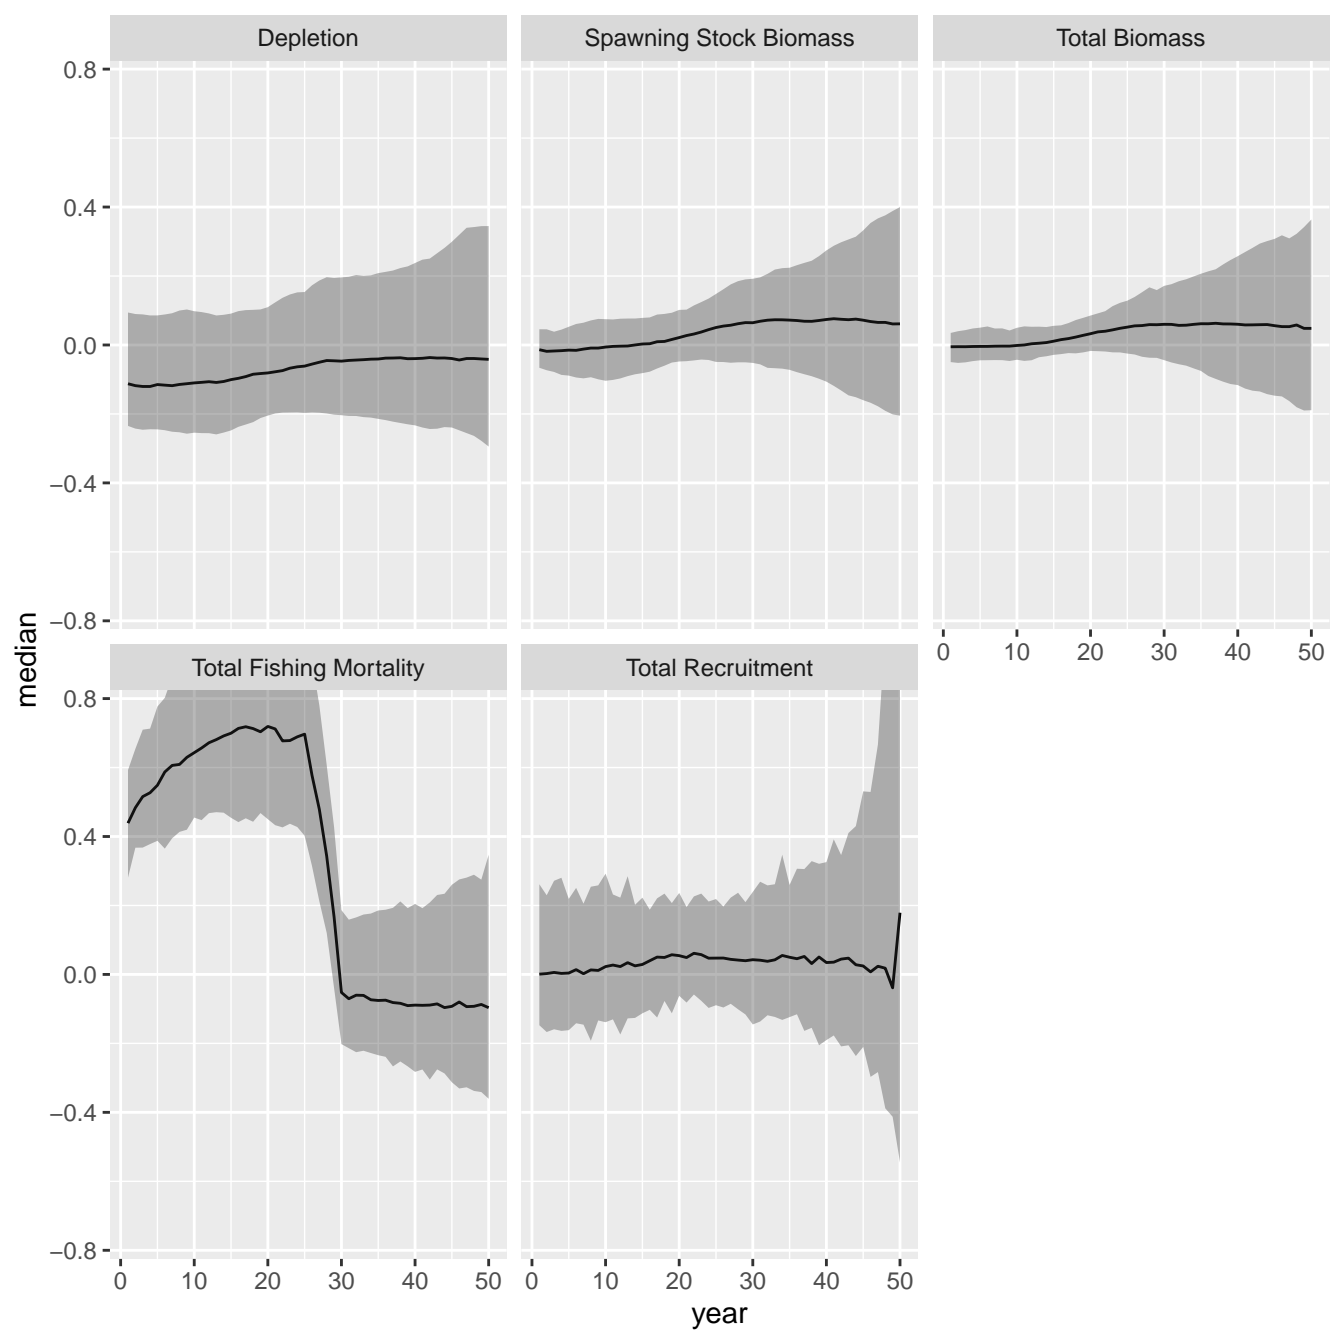 Depletion
Spawning Stock Biomass
Total Biomass
0.8
0.4
0.0
−0.4
−0.8
0 10 20 30 40 50
median
Total Fishing Mortality
Total Recruitment
0.8
0.4
0.0
−0.4
−0.8
0 10 20 30 40 50
0 10 20 30 40 50
year